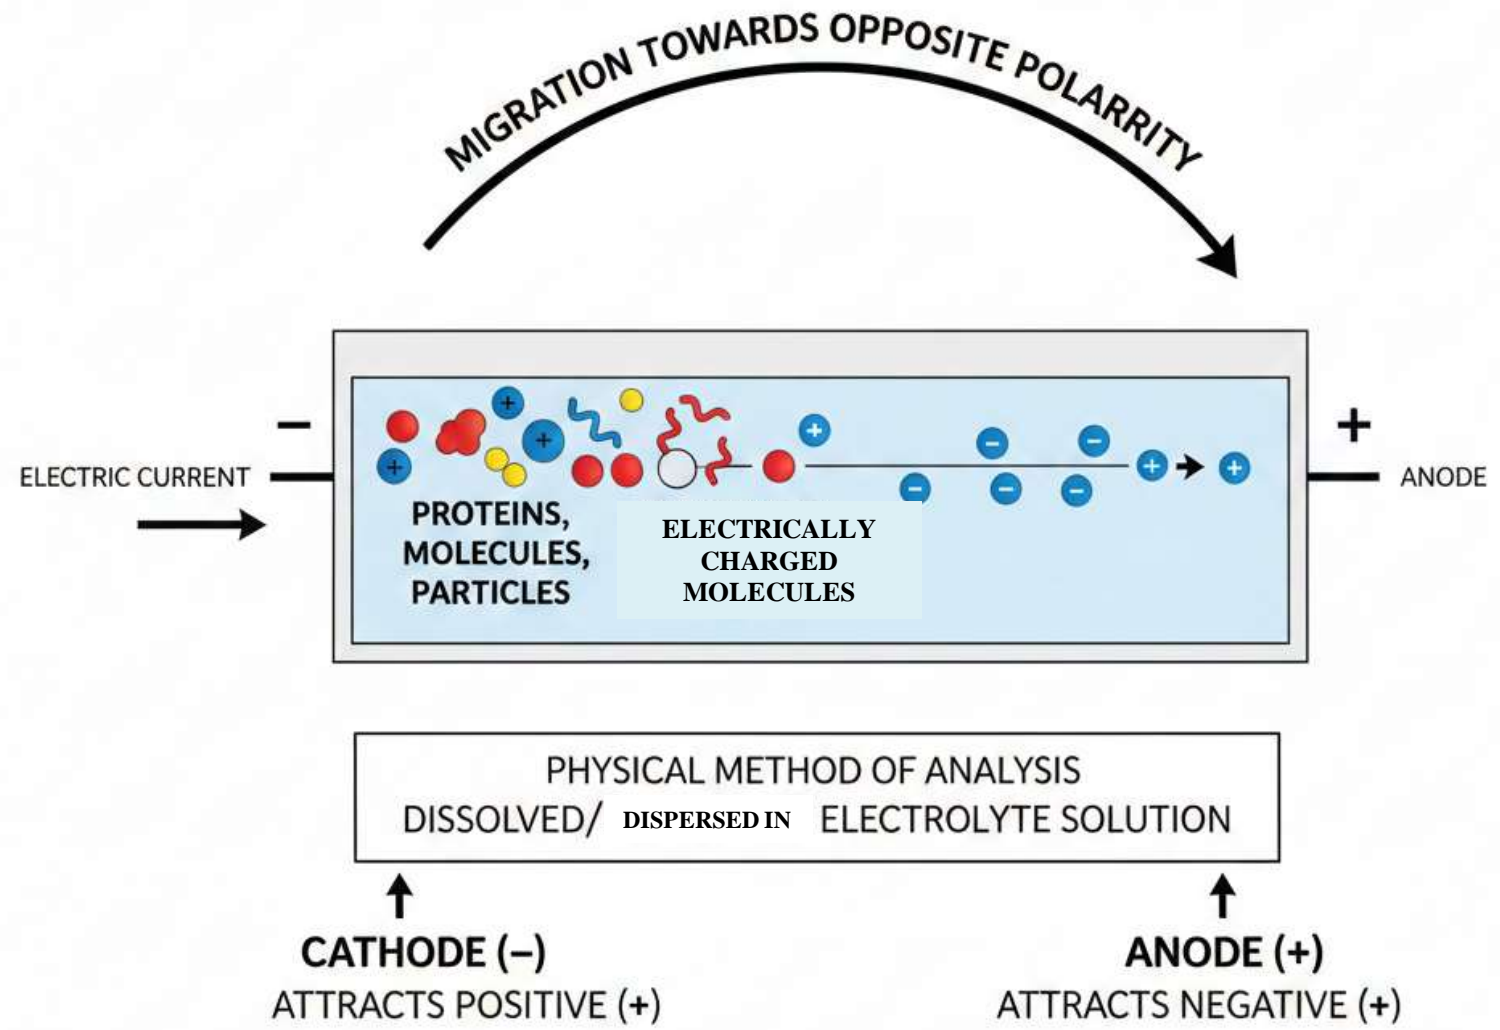 MIGRATION TOWARDS OPPOSITE POLARRITY
−
+
ELECTRIC CURRENT
ANODE
+
+
+
+
+
+
+
−
−
−
−
−
PROTEINS,
MOLECULES,
PARTICLES
ELECTRICALLY
CHARGED
MOLECULES
PHYSICAL METHOD OF ANALYSIS
DISSOLVED/ DISPERSED IN ELECTROLYTE SOLUTION
CATHODE (−)
ATTRACTS POSITIVE (+)
ANODE (+)
ATTRACTS NEGATIVE (+)